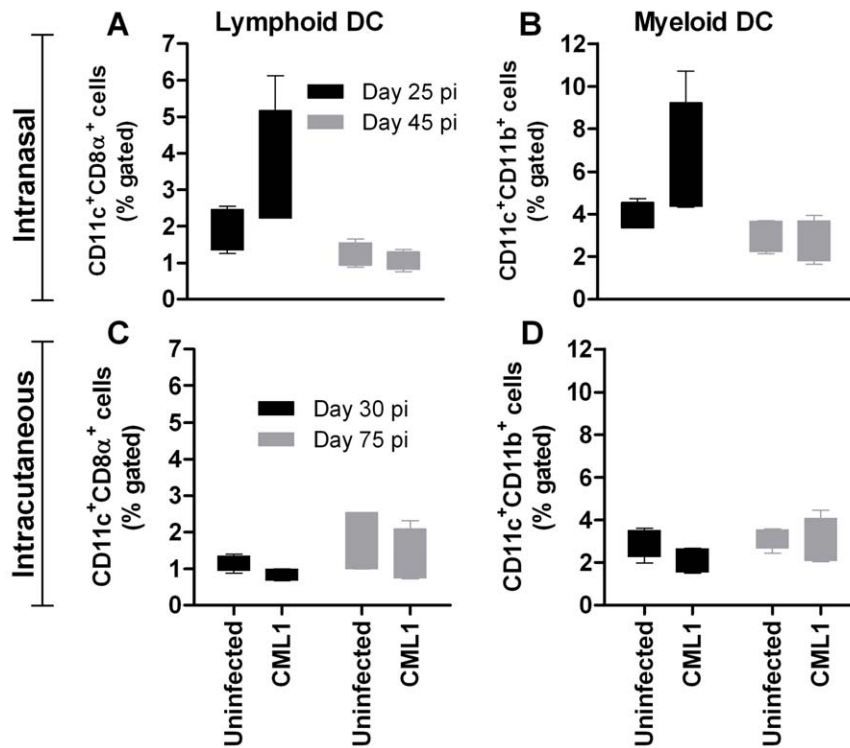 A
Lymphoid DC
B
Myeloid DC
Intranasal
CD11c⁺CD8α⁺ cells
(% gated)
7
6
5
4
3
2
1
0
Day 25 pi
Day 45 pi
CD11c⁺CD11b⁺ cells
(% gated)
12
10
8
6
4
2
0
C
D
Intracutaneous
CD11c⁺CD8α⁺ cells
(% gated)
7
6
5
4
3
2
1
0
Day 30 pi
Day 75 pi
CD11c⁺CD11b⁺ cells
(% gated)
12
10
8
6
4
2
0
Uninfected
CML1
Uninfected
CML1
Uninfected
CML1
Uninfected
CML1